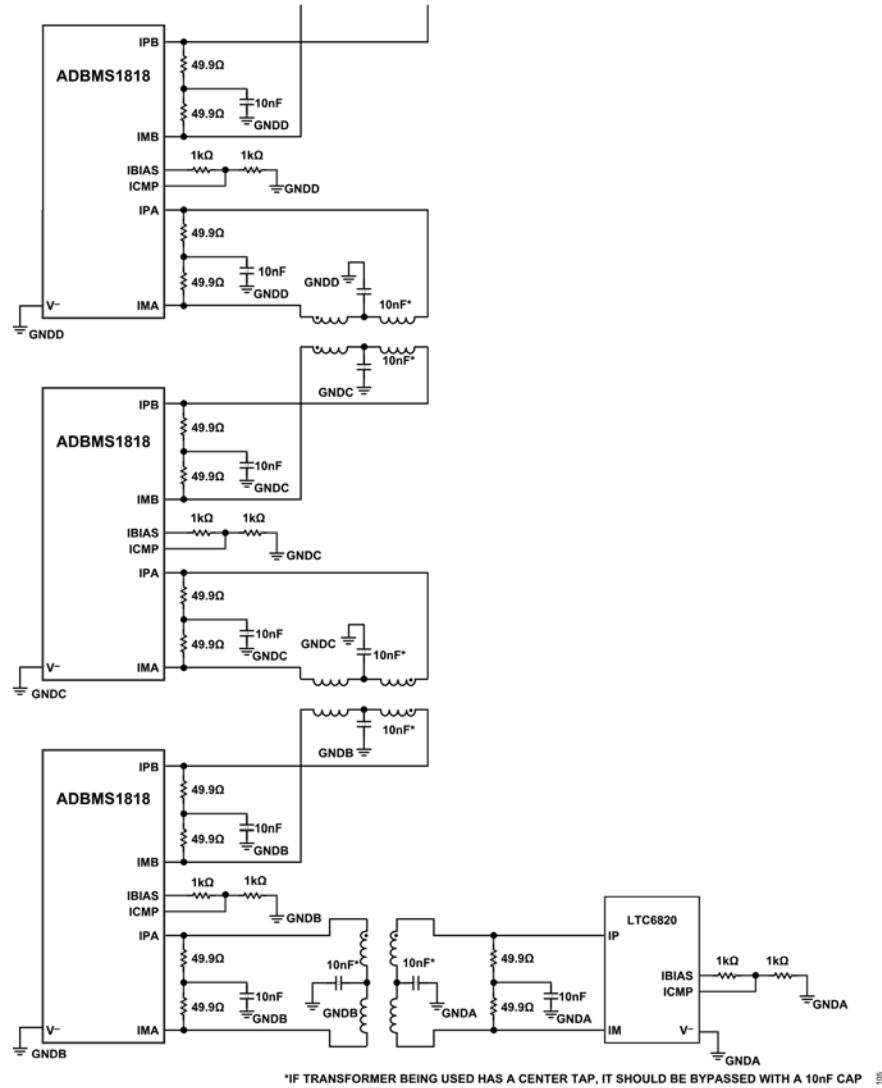 IPB
49.9Ω
ADBMS1818
10nF
49.9Ω
GNDD
IMB
1kΩ 1kΩ
IBIAS
ICMP
GNDD
IPA
49.9Ω
10nF
GNDD
49.9Ω
GNDD
10nF*
V− IMA
GNDD
10nF*
GNDC
IPB
49.9Ω
ADBMS1818
10nF
49.9Ω
GNDC
IMB
1kΩ 1kΩ
IBIAS
ICMP
GNDC
IPA
49.9Ω
10nF
GNDC
49.9Ω
GNDC
10nF*
V− IMA
GNDC
10nF*
GNDB
IPB
49.9Ω
ADBMS1818
10nF
49.9Ω
GNDB
IMB
1kΩ 1kΩ
IBIAS
ICMP
GNDB
IPA
49.9Ω
10nF
49.9Ω
GNDB
V− IMA
GNDB
10nF* 10nF*
GNDB GNDA
49.9Ω
10nF
49.9Ω
GNDA
LTC6820
IP
1kΩ 1kΩ
IBIAS
ICMP
GNDA
IM V−
GNDA
*IF TRANSFORMER BEING USED HAS A CENTER TAP, IT SHOULD BE BYPASSED WITH A 10nF CAP